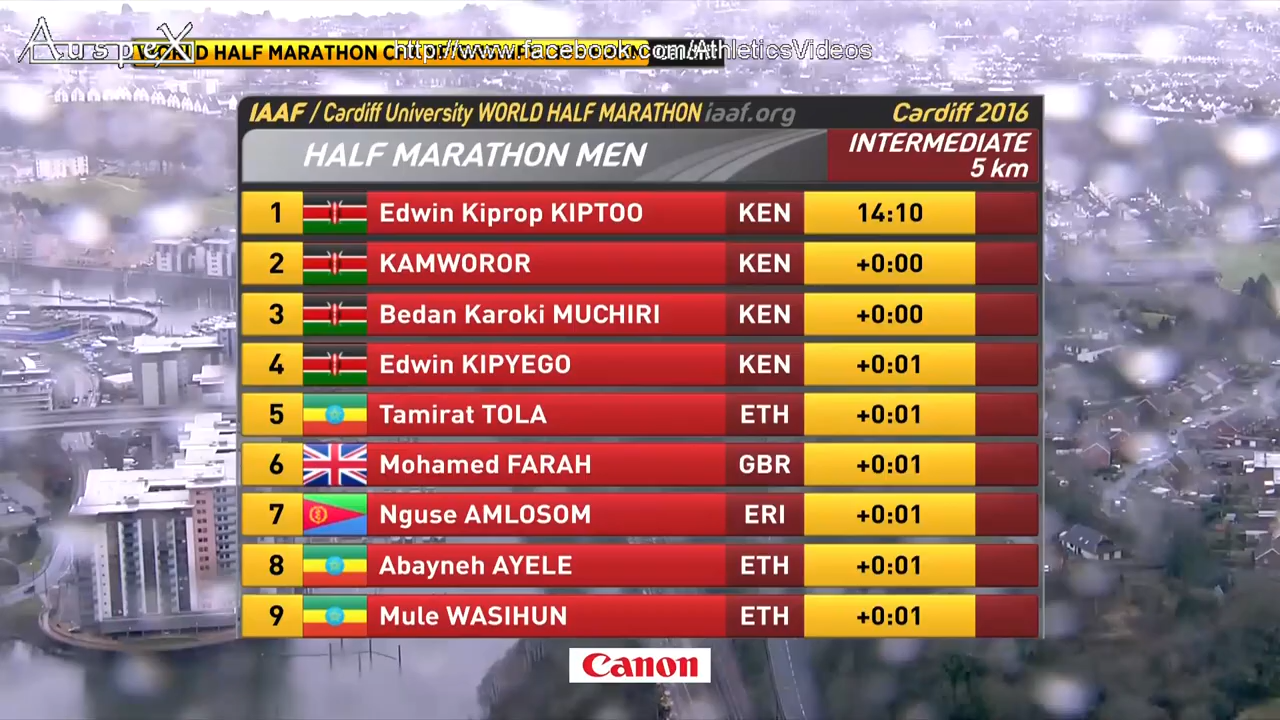 AuspeX
WORLD HALF MARATHON
http://www.facebook.com/AthleticsVideos
IAAF / Cardiff University WORLD HALF MARATHON iaaf.org
Cardiff 2016
HALF MARATHON MEN
INTERMEDIATE
5 km
1 Edwin Kiprop KIPTOO KEN 14:10
2 KAMWOROR KEN +0:00
3 Bedan Karoki MUCHIRI KEN +0:00
4 Edwin KIPYEGO KEN +0:01
5 Tamirat TOLA ETH +0:01
6 Mohamed FARAH GBR +0:01
7 Nguse AMLOSOM ERI +0:01
8 Abayneh AYELE ETH +0:01
9 Mule WASIHUN ETH +0:01
Canon